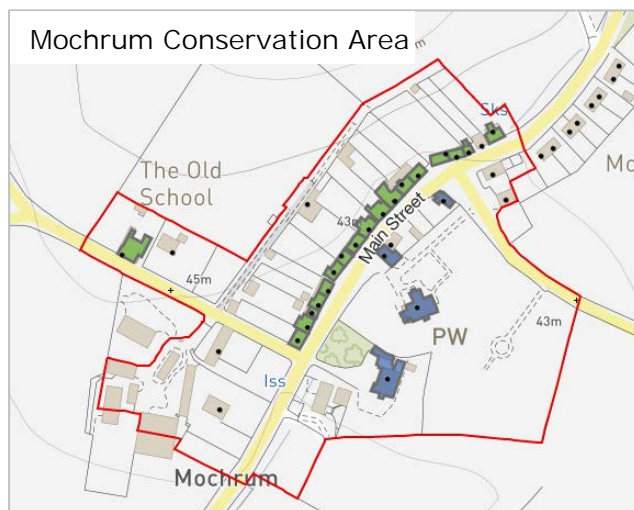 Mochrum Conservation Area
Sks
The Old
School
Mo
43m
Main Street
45m
PW
43m
Iss
Mochrum